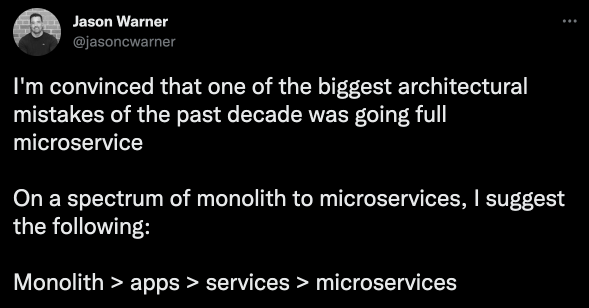 Jason Warner
@jasoncwarner
I'm convinced that one of the biggest architectural
mistakes of the past decade was going full
microservice
On a spectrum of monolith to microservices, I suggest
the following:
Monolith > apps > services > microservices